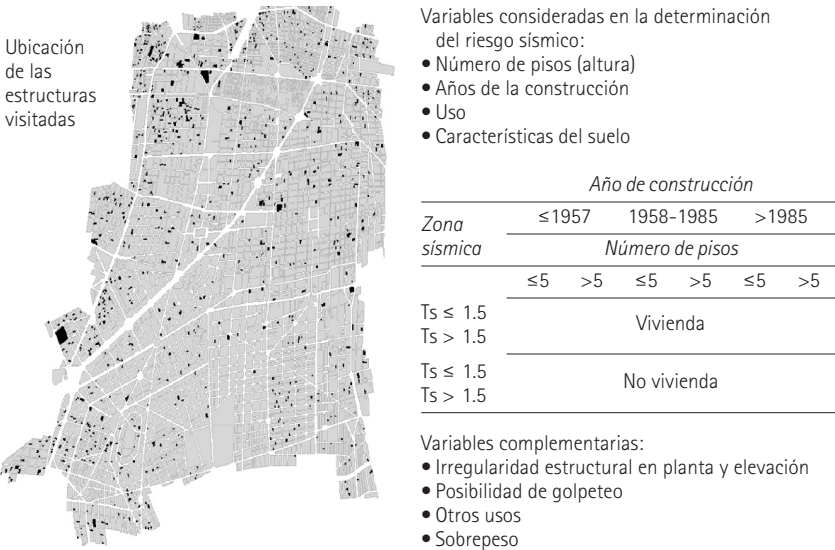 Ubicación
de las
estructuras
visitadas
Variables consideradas en la determinación
del riesgo sísmico:
• Número de pisos (altura)
• Años de la construcción
• Uso
• Características del suelo
Año de construcción
Zona
sísmica
≤1957 1958-1985 >1985
Número de pisos
≤5 >5 ≤5 >5 ≤5 >5
Ts ≤ 1.5
Ts > 1.5
Vivienda
Ts ≤ 1.5
Ts > 1.5
No vivienda
Variables complementarias:
• Irregularidad estructural en planta y elevación
• Posibilidad de golpeteo
• Otros usos
• Sobrepeso